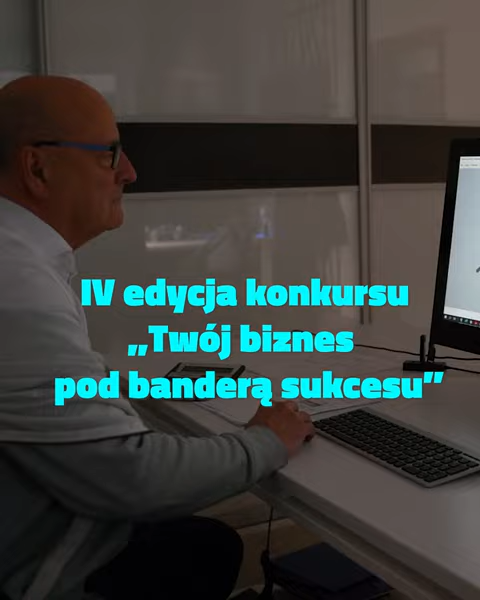 IV edycja konkursu
„Twój biznes
pod banderą sukcesu”